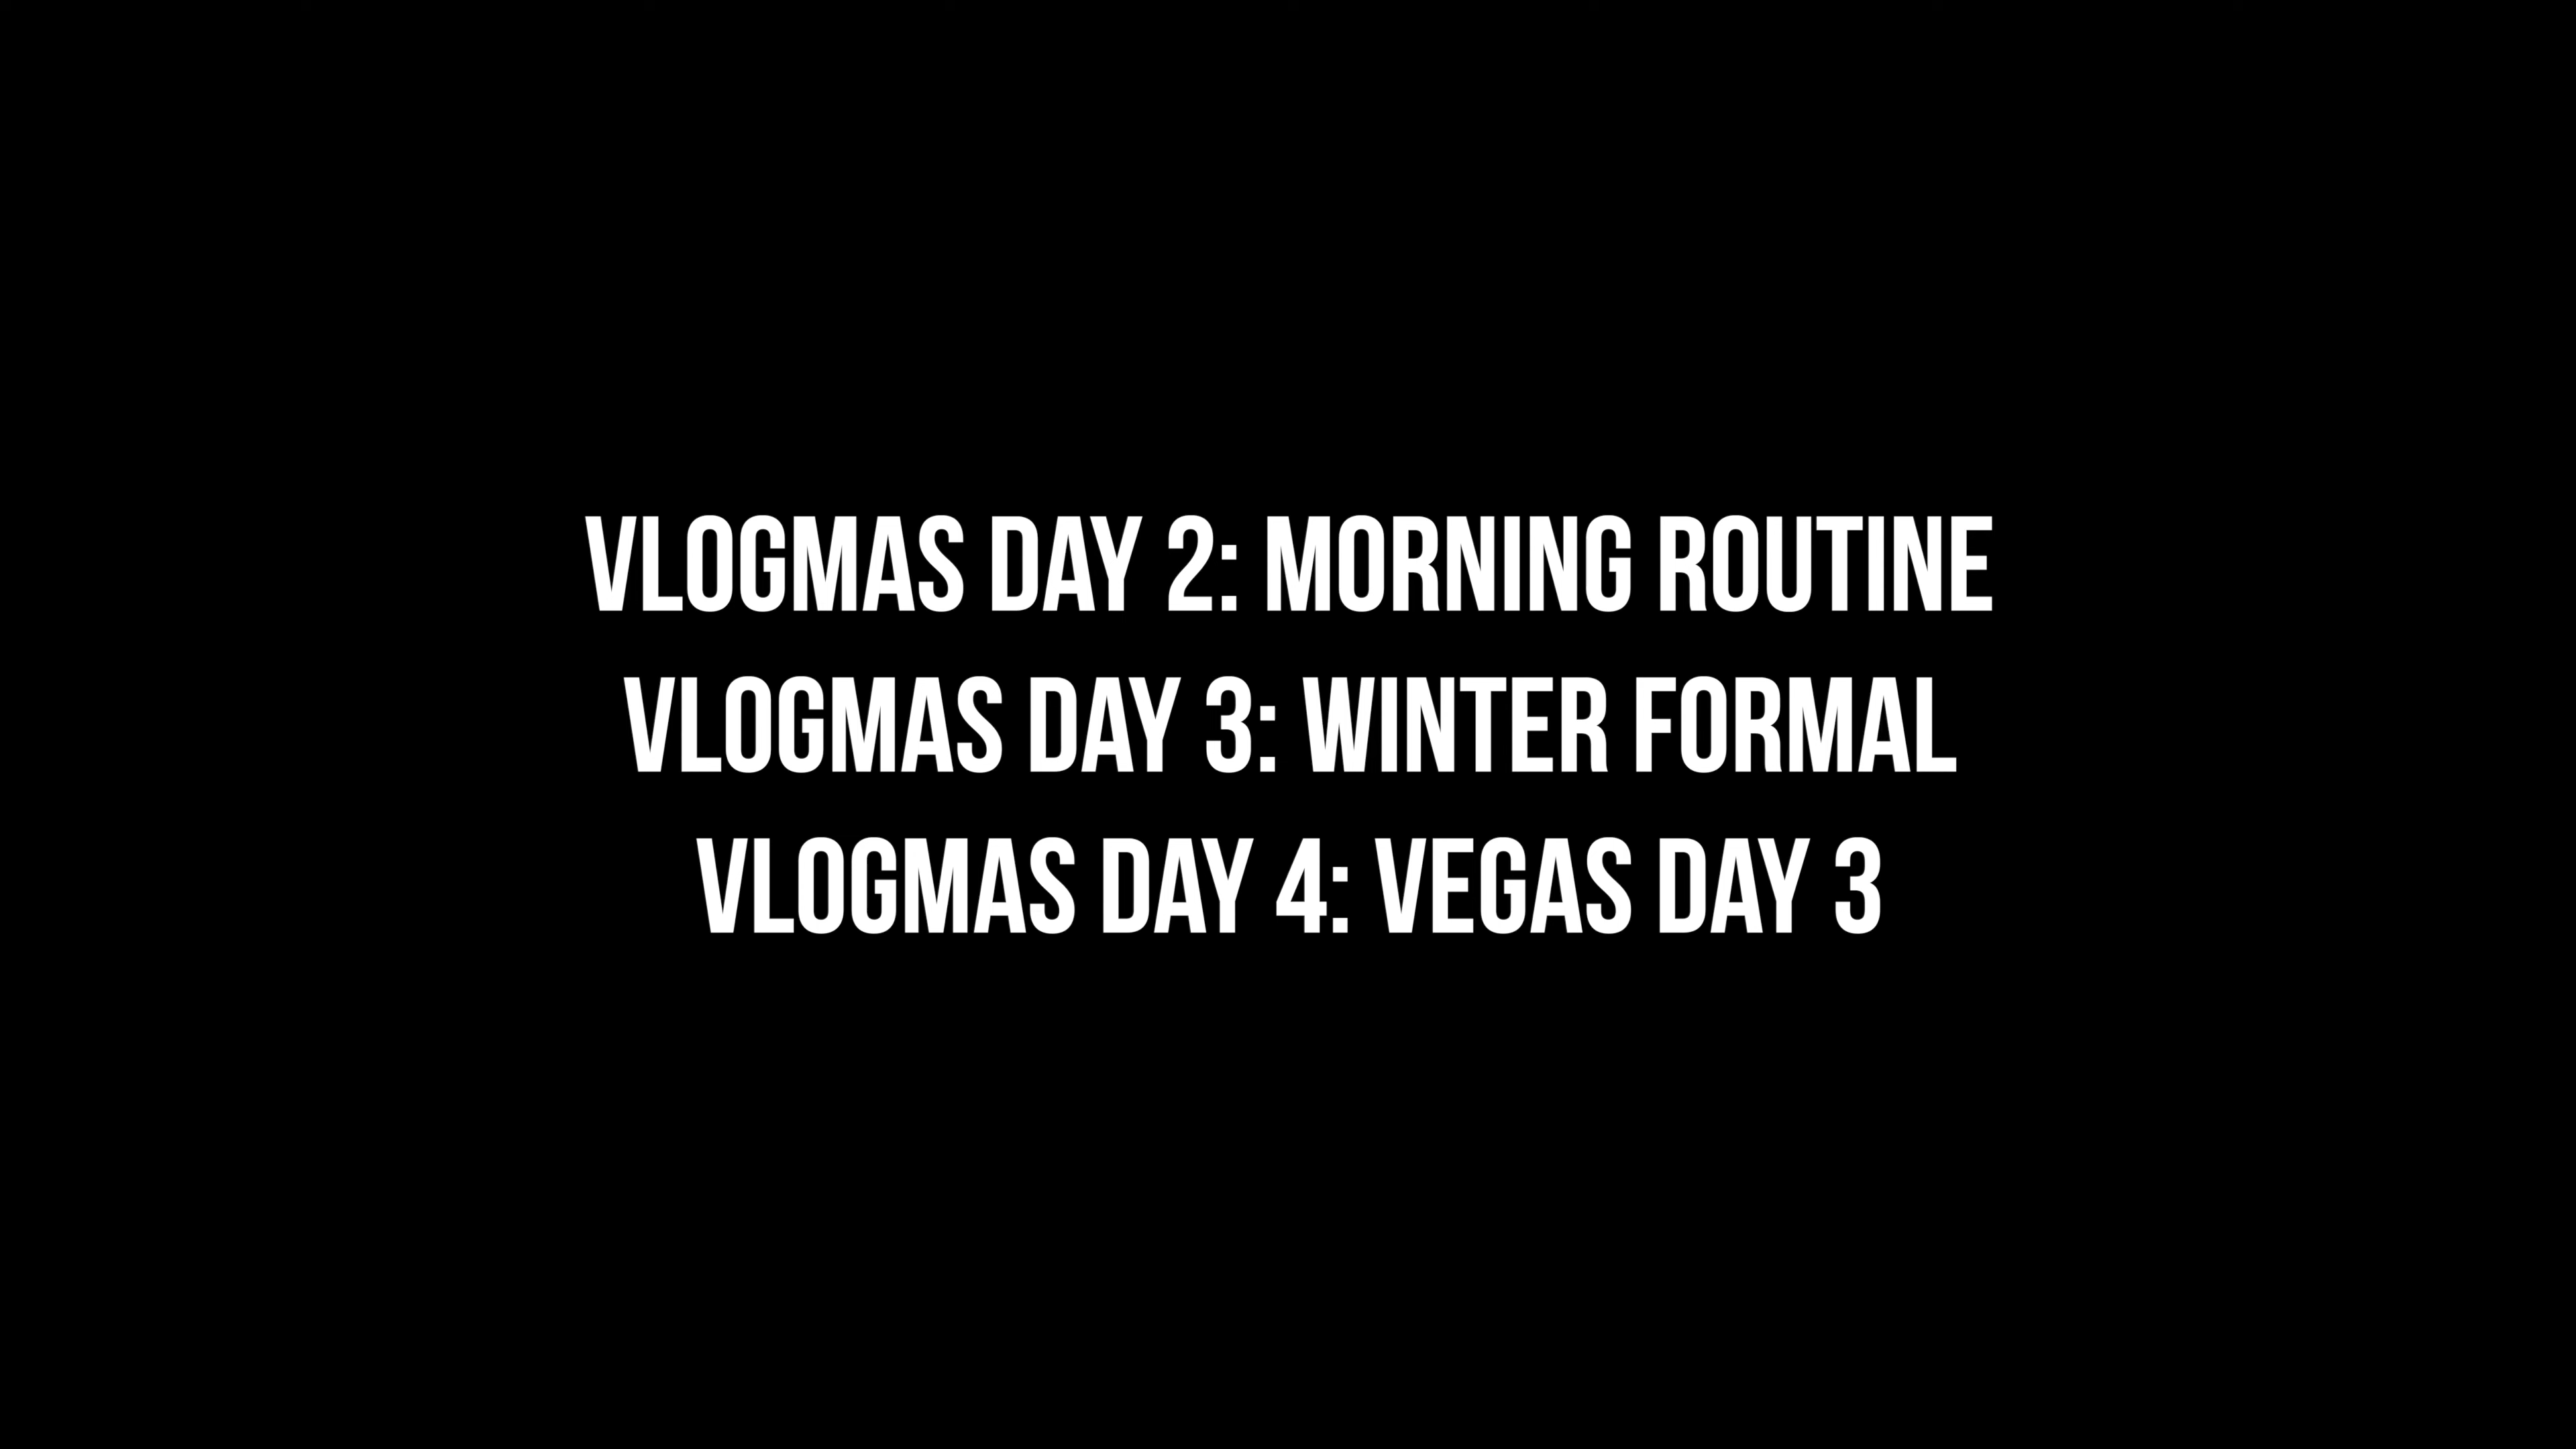 VLOGMAS DAY 2: MORNING ROUTINE
VLOGMAS DAY 3: WINTER FORMAL
VLOGMAS DAY 4: VEGAS DAY 3